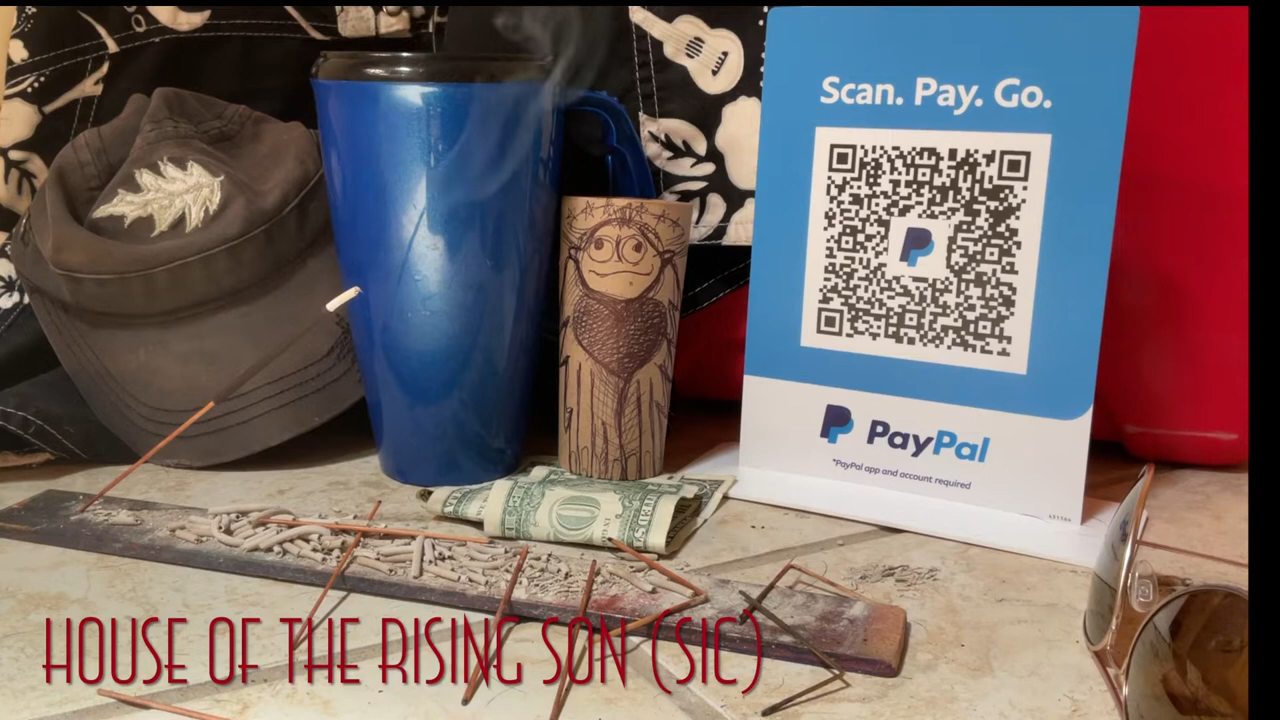 Scan. Pay. Go.
PayPal
*PayPal app and account required
HOUSE OF THE RISING SON (SIC)